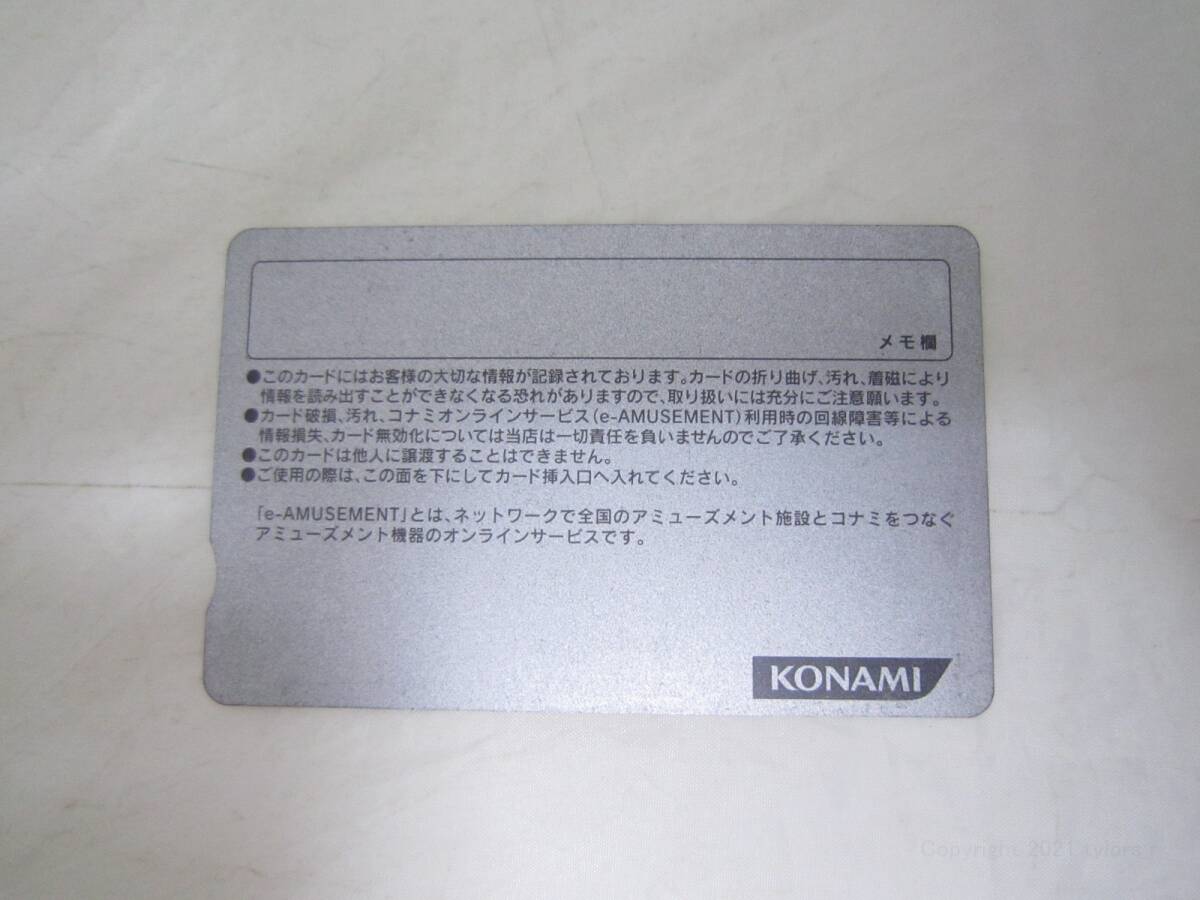 メモ欄
●このカードにはお客様の大切な情報が記録されております。カードの折り曲げ、汚れ、着磁により
情報を読み出すことができなくなる恐れがありますので、取り扱いには充分にご注意願います。
●カード破損、汚れ、コナミオンラインサービス(e-AMUSEMENT)利用時の回線障害等による
情報損失、カード無効化については当店は一切責任を負いませんのでご了承ください。
●このカードは他人に譲渡することはできません。
●ご使用の際は、この面を下にしてカード挿入口へ入れてください。
「e-AMUSEMENT」とは、ネットワークで全国のアミューズメント施設とコナミをつなぐ
アミューズメント機器のオンラインサービスです。
KONAMI
Copyright 2021 tylors